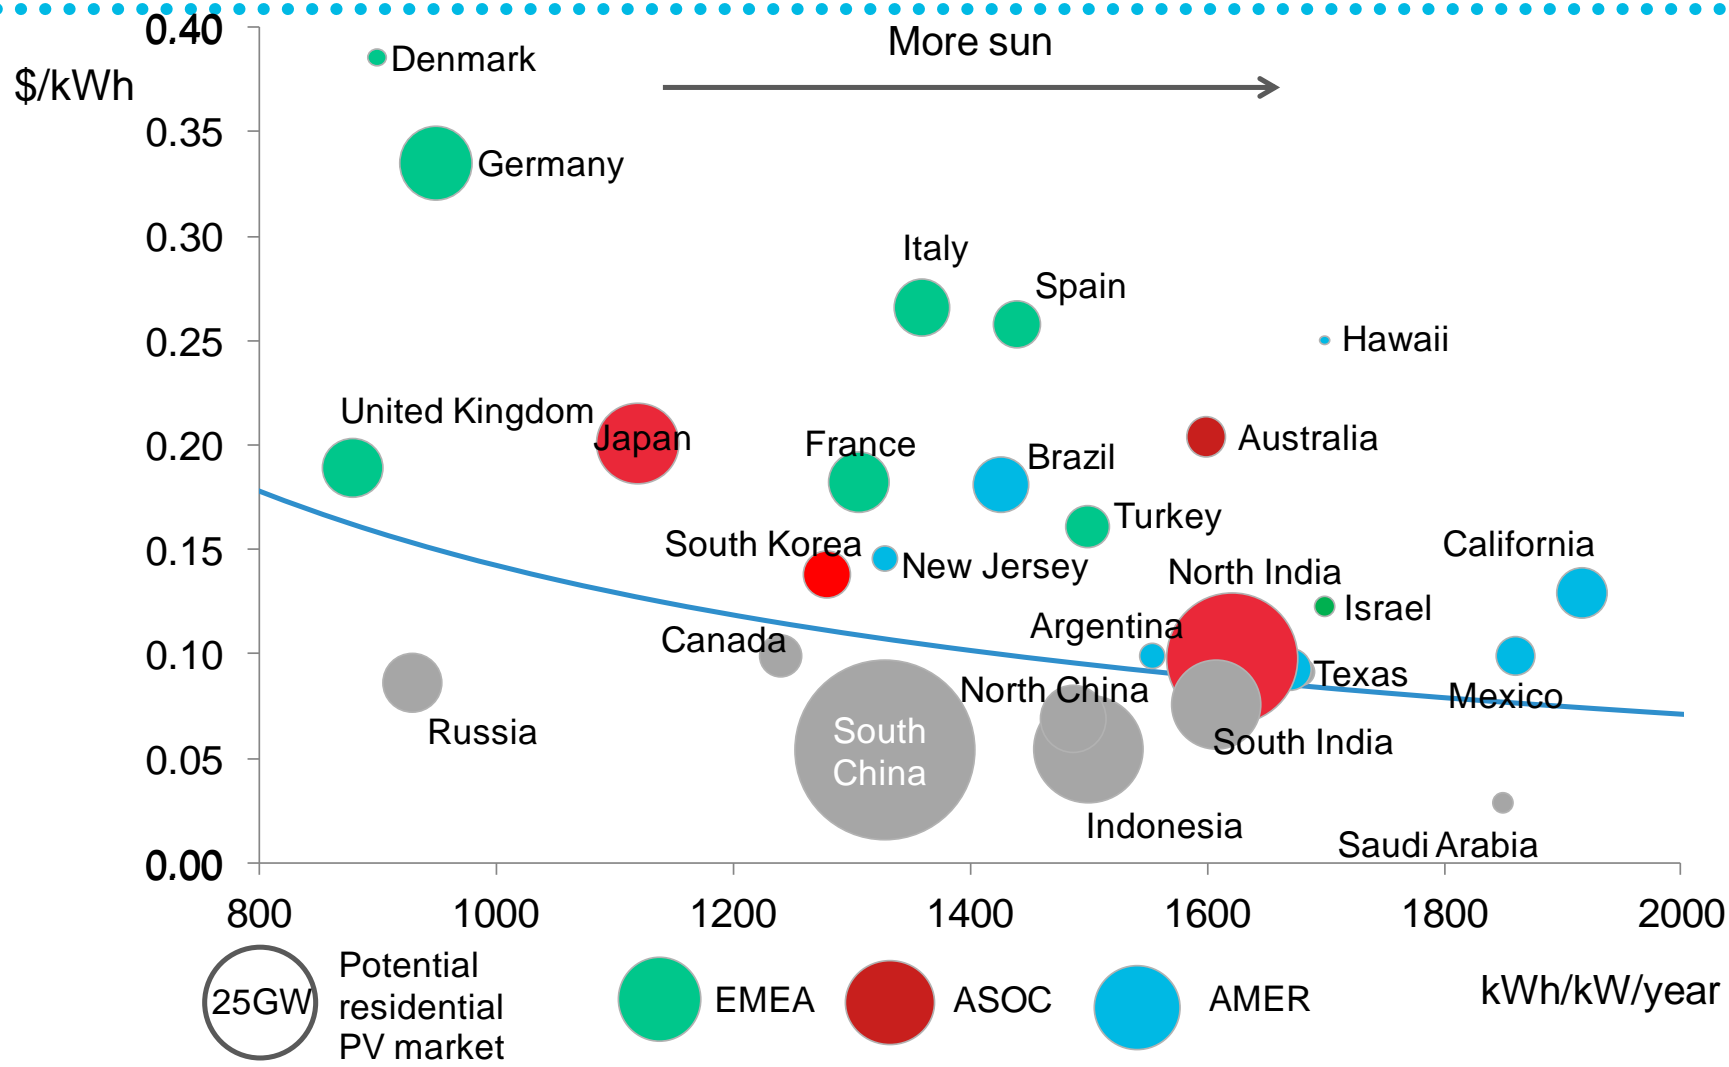 0.40
Denmark
More sun
$/kWh
0.35
Germany
0.30
Italy
Spain
0.25
Hawaii
United Kingdom
0.20
Japan
France
Brazil
Australia
Turkey
0.15
South Korea
New Jersey
California
North India
Israel
Argentina
0.10
Canada
Texas
North China
Mexico
Russia
South
China
South India
0.05
Indonesia
Saudi Arabia
0.00
800 1000 1200 1400 1600 1800 2000
25GW
Potential
residential
PV market
EMEA
ASOC
AMER
kWh/kW/year